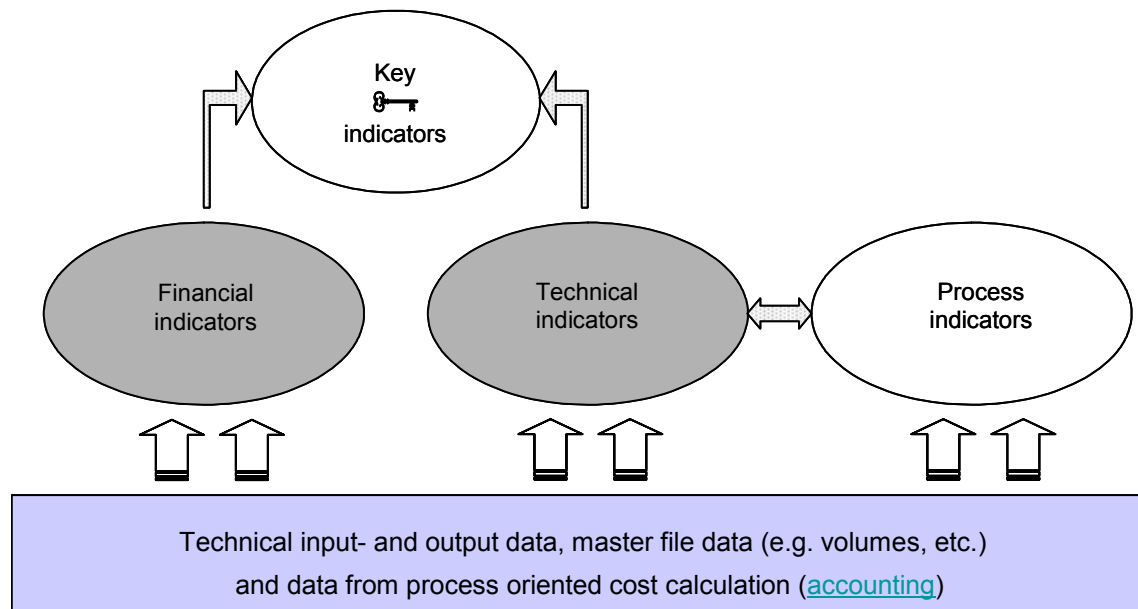 Key
indicators
Financial
indicators
Technical
indicators
Process
indicators
Technical input- and output data, master file data (e.g. volumes, etc.)
and data from process oriented cost calculation (accounting)